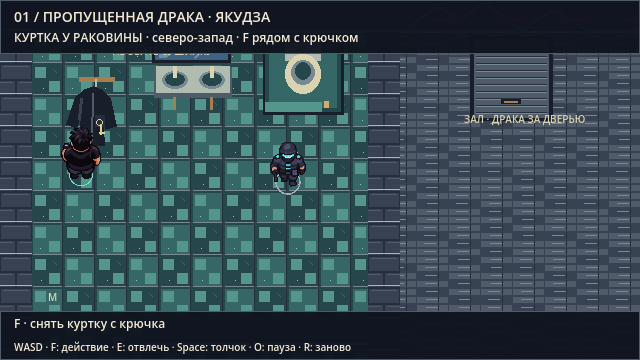 01 / ПРОПУЩЕННАЯ ДРАКА · ЯКУДЗА
КУРТКА У РАКОВИНЫ · северо-запад · F рядом с крючком
ЗАЛ · ДРАКА ЗА ДВЕРЬЮ
М
F · снять куртку с крючка
WASD · F: действие · E: отвлечь · Space: толчок · O: пауза · R: заново